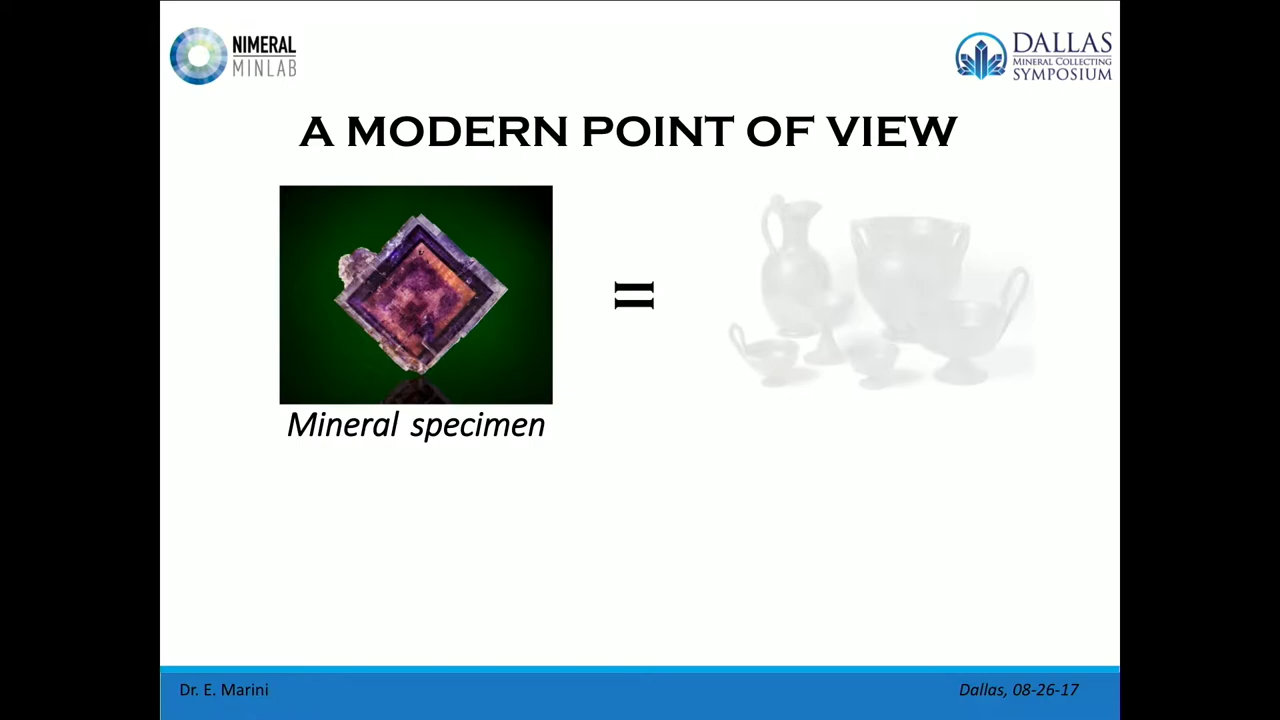 NIMERAL
MINLAB
DALLAS
MINERAL COLLECTING
SYMPOSIUM
A MODERN POINT OF VIEW
=
Mineral specimen
Dr. E. Marini
Dallas, 08-26-17